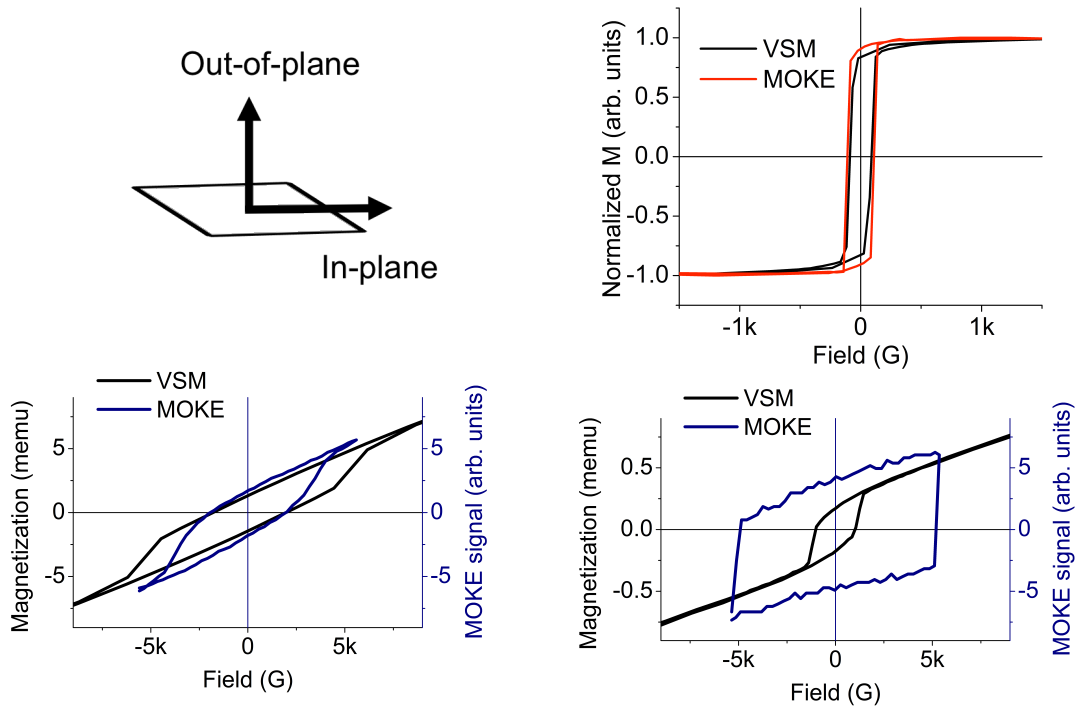 Out-of-plane
In-plane
VSM
MOKE
Normalized M (arb. units)
1.0
0.5
0.0
-0.5
-1.0
-1k
0
1k
Field (G)
VSM
MOKE
Magnetization (memu)
5
0
-5
-5k
0
5k
Field (G)
5
0
-5
MOKE signal (arb. units)
VSM
MOKE
Magnetization (memu)
0.5
0.0
-0.5
-5k
0
5k
Field (G)
5
0
-5
MOKE signal (arb. units)